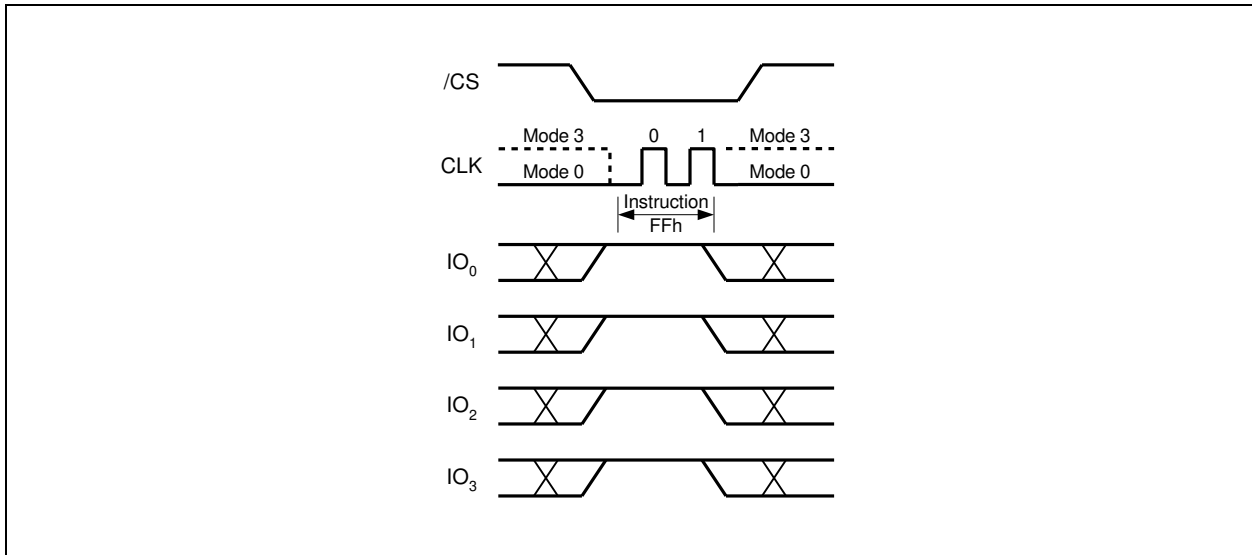 /CS
Mode 3 0 1 Mode 3
CLK
Mode 0 Mode 0
Instruction
FFh
IO0
IO1
IO2
IO3